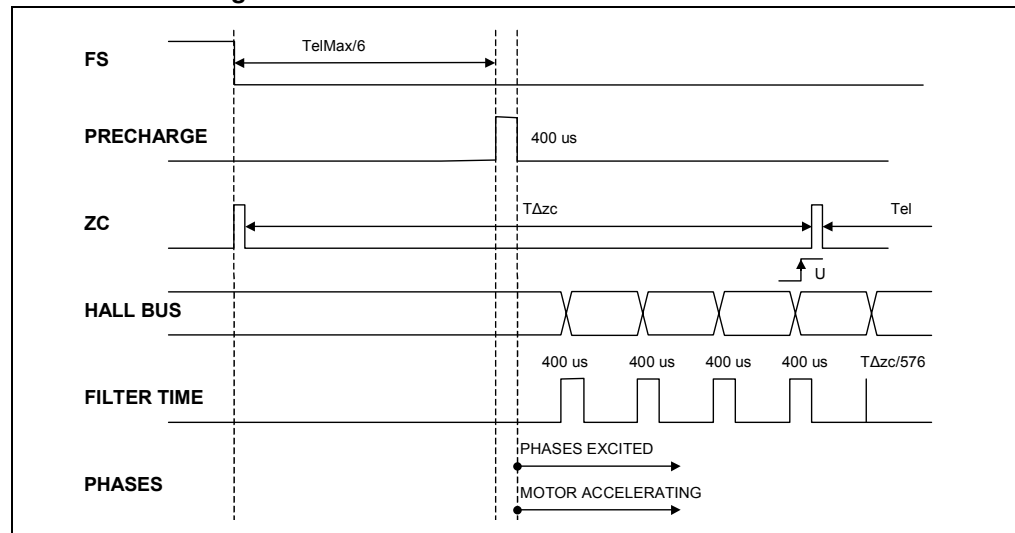 FS
TelMax/6
PRECHARGE
400 us
ZC
TΔzc
Tel
U
HALL BUS
400 us 400 us 400 us 400 us TΔzc/576
FILTER TIME
PHASES EXCITED
PHASES
MOTOR ACCELERATING